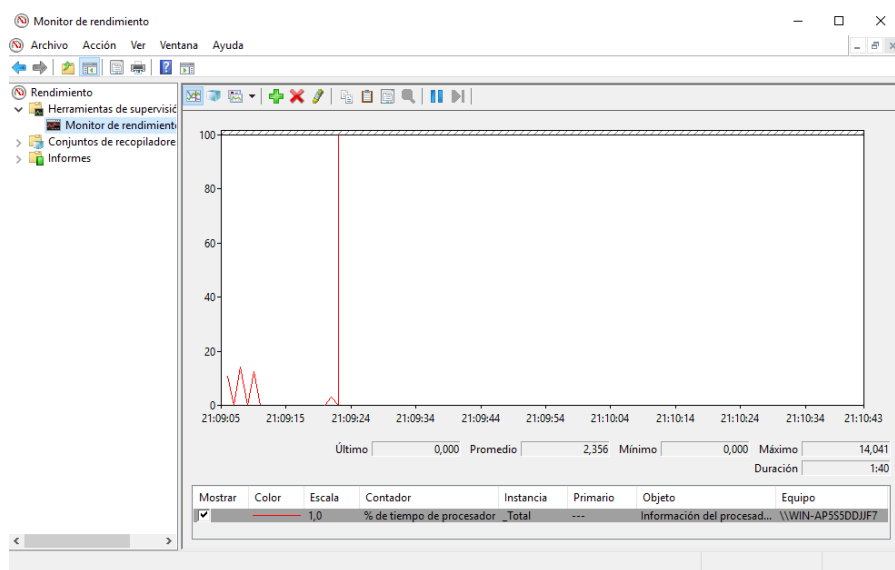 Monitor de rendimiento
Archivo Acción Ver Ventana Ayuda
Rendimiento
Herramientas de supervisió
Monitor de rendimient
Conjuntos de recopiladore
Informes
100
80
60
40
20
0
21:09:05 21:09:15 21:09:24 21:09:34 21:09:44 21:09:54 21:10:04 21:10:14 21:10:24 21:10:34 21:10:43
Último 0,000 Promedio 2,356 Mínimo 0,000 Máximo 14,041
Duración 1:40
Mostrar Color Escala Contador Instancia Primario Objeto Equipo
1,0 % de tiempo de procesador _Total --- Información del procesad... \\WIN-AP5S5DDJJF7